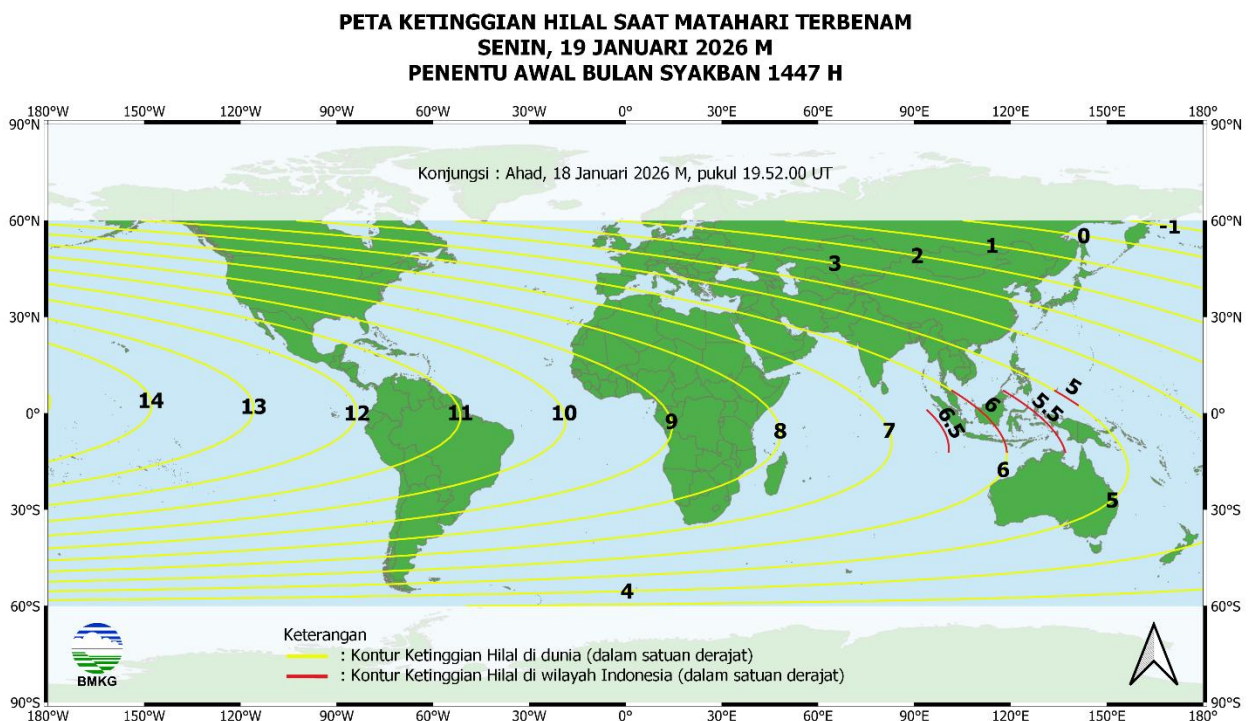 PETA KETINGGIAN HILAL SAAT MATAHARI TERBENAM
SENIN, 19 JANUARI 2026 M
PENENTU AWAL BULAN SYAKBAN 1447 H
180°W 150°W 120°W 90°W 60°W 30°W 0° 30°E 60°E 90°E 120°E 150°E 180°
90°N 90°N
Konjungsi : Ahad, 18 Januari 2026 M, pukul 19.52.00 UT
60°N 60°N
-1
0
1
2
3
30°N 30°N
5
5.5
6
6.5
0° 14 13 12 11 10 9 8 7 0°
6
5
30°S 30°S
4
60°S 60°S
Keterangan
: Kontur Ketinggian Hilal di dunia (dalam satuan derajat)
: Kontur Ketinggian Hilal di wilayah Indonesia (dalam satuan derajat)
BMKG
90°S 90°S
180°W 150°W 120°W 90°W 60°W 30°W 0° 30°E 60°E 90°E 120°E 150°E 180°